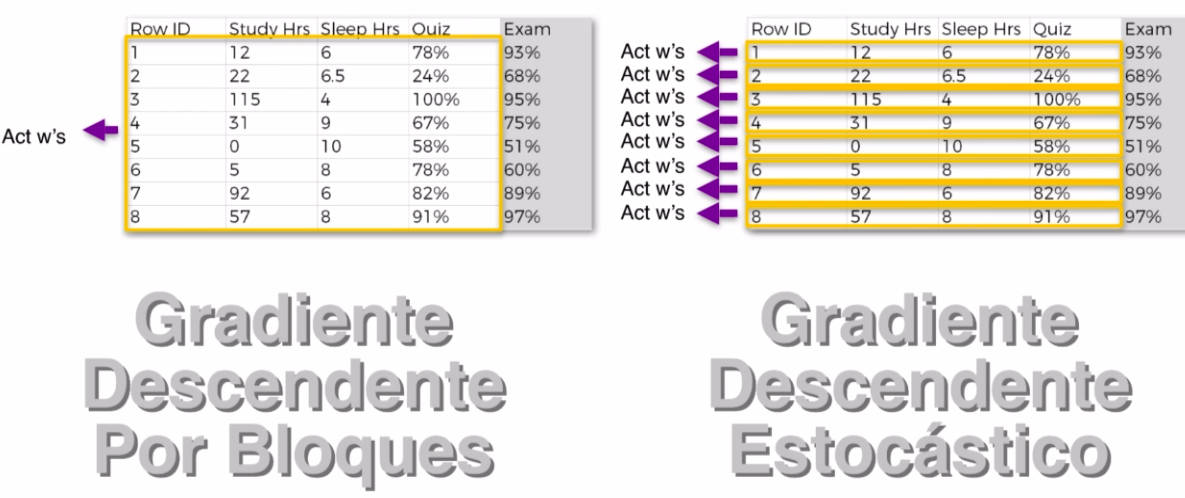 Row ID Study Hrs Sleep Hrs Quiz Exam
1 12 6 78% 93%
2 22 6.5 24% 68%
3 115 4 100% 95%
4 31 9 67% 75%
5 0 10 58% 51%
6 5 8 78% 60%
7 92 6 82% 89%
8 57 8 91% 97%
Act w's
Gradiente
Descendente
Por Bloques
Row ID Study Hrs Sleep Hrs Quiz Exam
Act w's 1 12 6 78% 93%
Act w's 2 22 6.5 24% 68%
Act w's 3 115 4 100% 95%
Act w's 4 31 9 67% 75%
Act w's 5 0 10 58% 51%
Act w's 6 5 8 78% 60%
Act w's 7 92 6 82% 89%
Act w's 8 57 8 91% 97%
Gradiente
Descendente
Estocástico